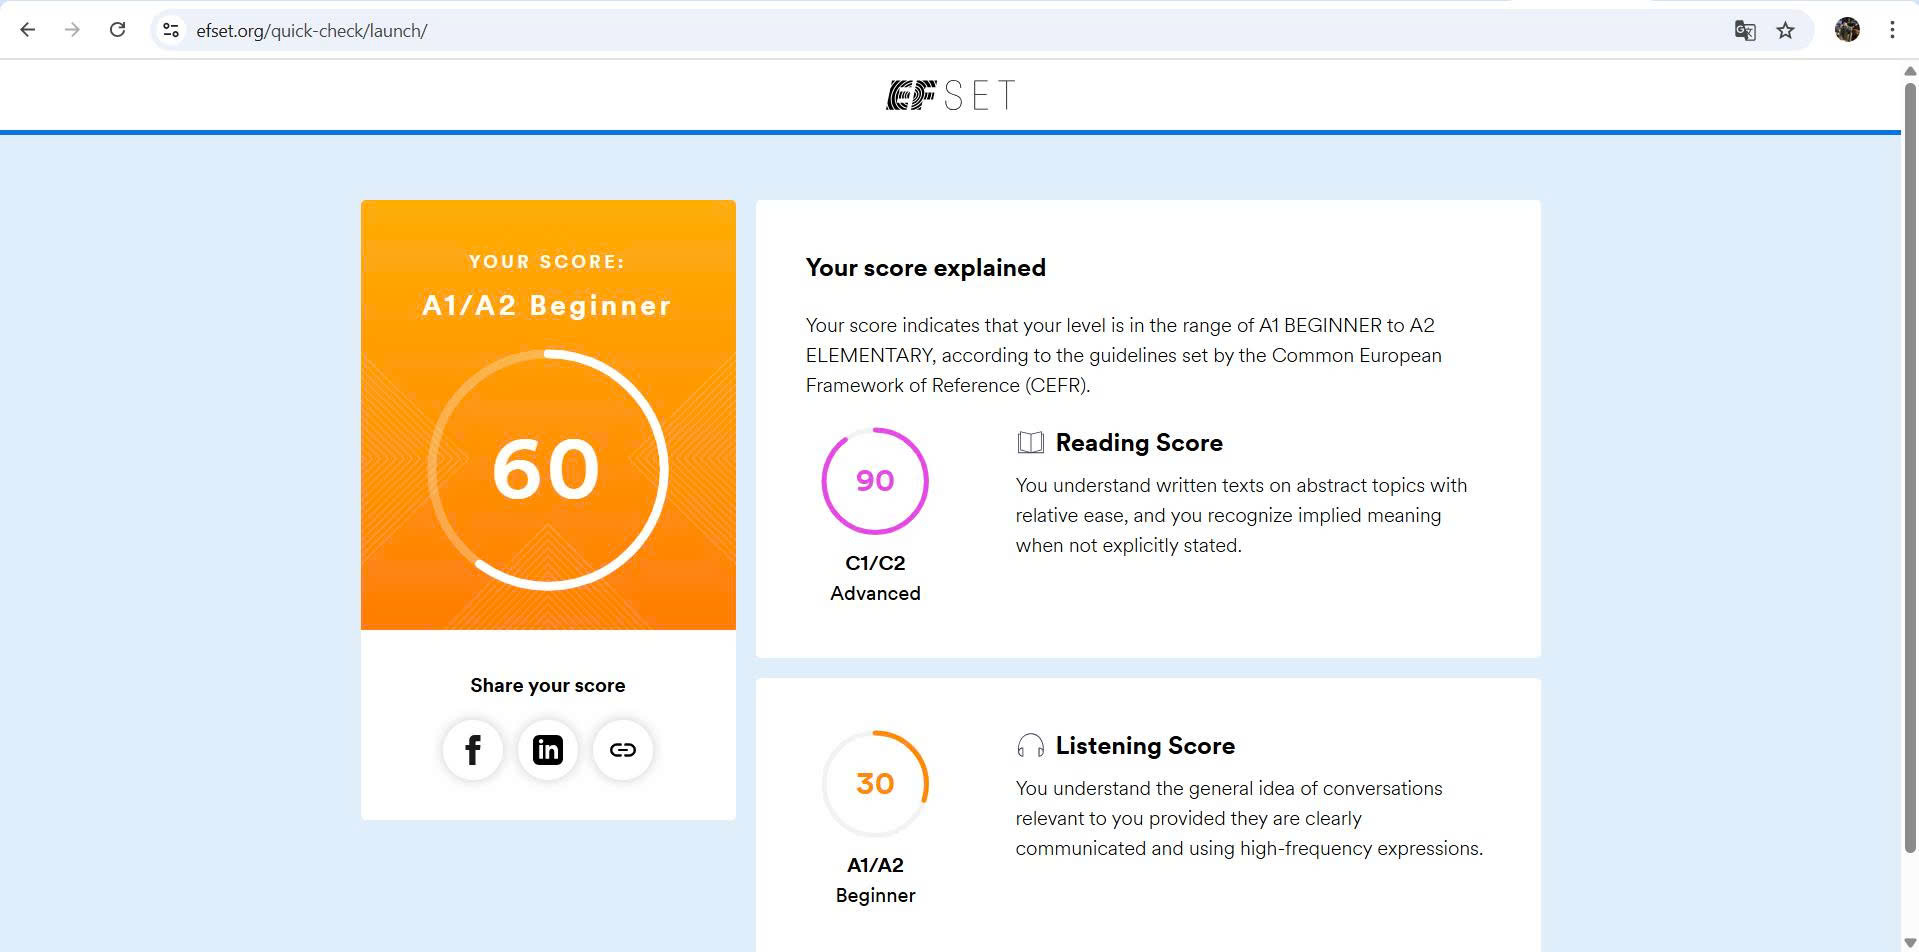 efset.org/quick-check/launch/
EF SET
YOUR SCORE:
A1/A2 Beginner
60
Share your score
f
in
Your score explained
Your score indicates that your level is in the range of A1 BEGINNER to A2
ELEMENTARY, according to the guidelines set by the Common European
Framework of Reference (CEFR).
90
C1/C2
Advanced
Reading Score
You understand written texts on abstract topics with
relative ease, and you recognize implied meaning
when not explicitly stated.
30
A1/A2
Beginner
Listening Score
You understand the general idea of conversations
relevant to you provided they are clearly
communicated and using high-frequency expressions.